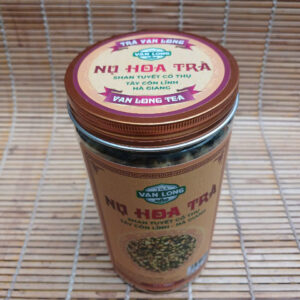 TRÀ VAN LONG
VAN LONG
NỤ HOA TRÀ
SHAN TUYẾT CỔ THỤ
TÂY CÔN LĨNH
HÀ GIANG
VAN LONG TEA
VAN LONG
NỤ HOA TRÀ
SHAN TUYẾT CỔ THỤ
TÂY CÔN LĨNH - HÀ GIANG